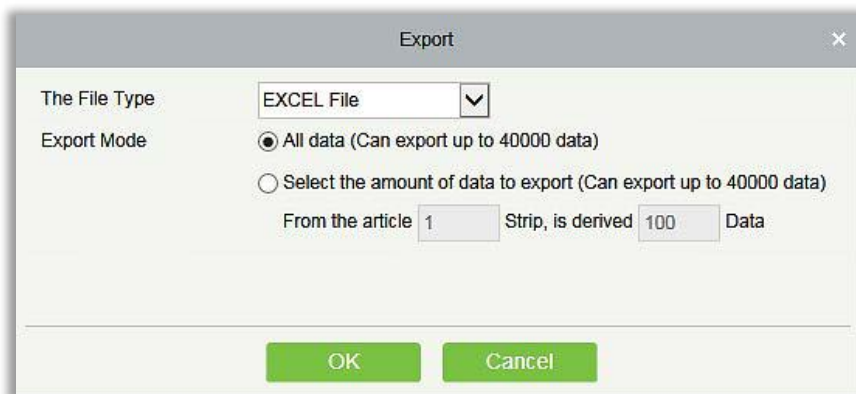 Export
The File Type EXCEL File
Export Mode All data (Can export up to 40000 data)
Select the amount of data to export (Can export up to 40000 data)
From the article 1 Strip, is derived 100 Data
OK Cancel